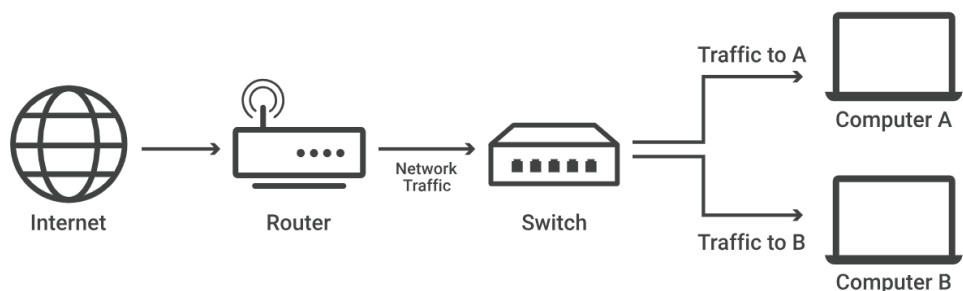 Internet
Router
Network
Traffic
Switch
Traffic to A
Computer A
Traffic to B
Computer B